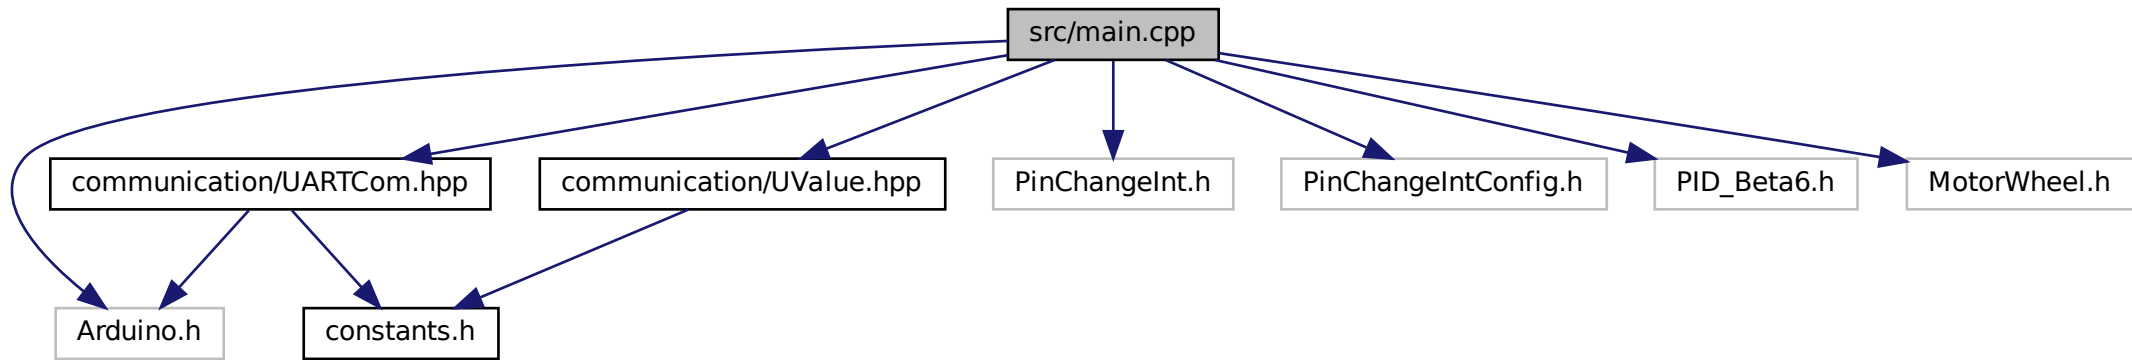 src/main.cpp
communication/UARTCom.hpp
communication/UValue.hpp
PinChangeInt.h
PinChangeIntConfig.h
PID_Beta6.h
MotorWheel.h
Arduino.h
constants.h